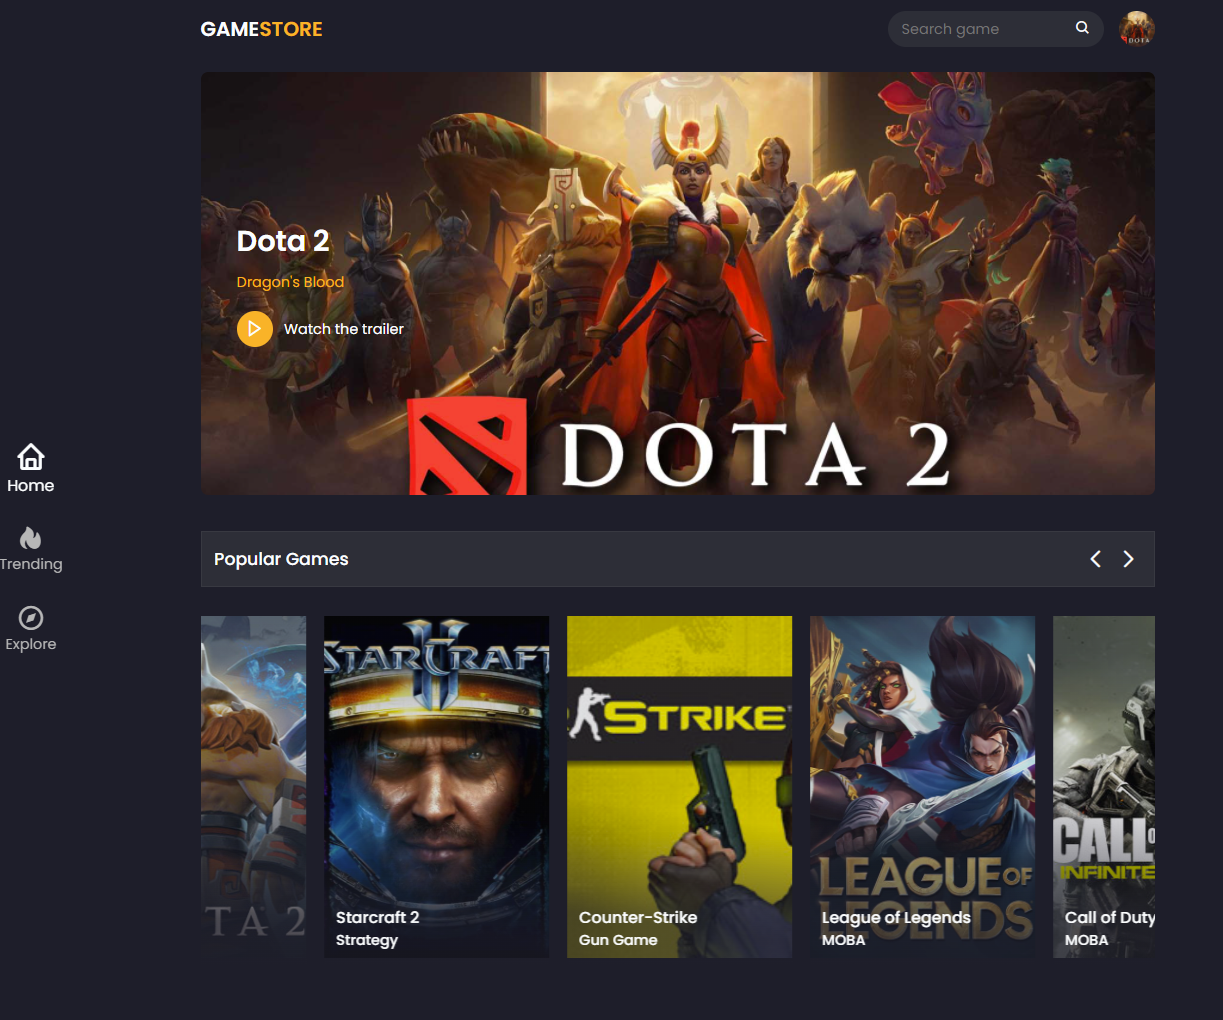 GAMESTORE
Search game
DOTA
Dota 2
Dragon's Blood
Watch the trailer
DOTA 2
Home
Trending
Explore
Popular Games
TA 2
STARCRAFT
II
Starcraft 2
Strategy
STRIKE
Counter-Strike
Gun Game
LEAGUE OF
LEGENDS
League of Legends
MOBA
CALL O
INFINITE
Call of Duty
MOBA